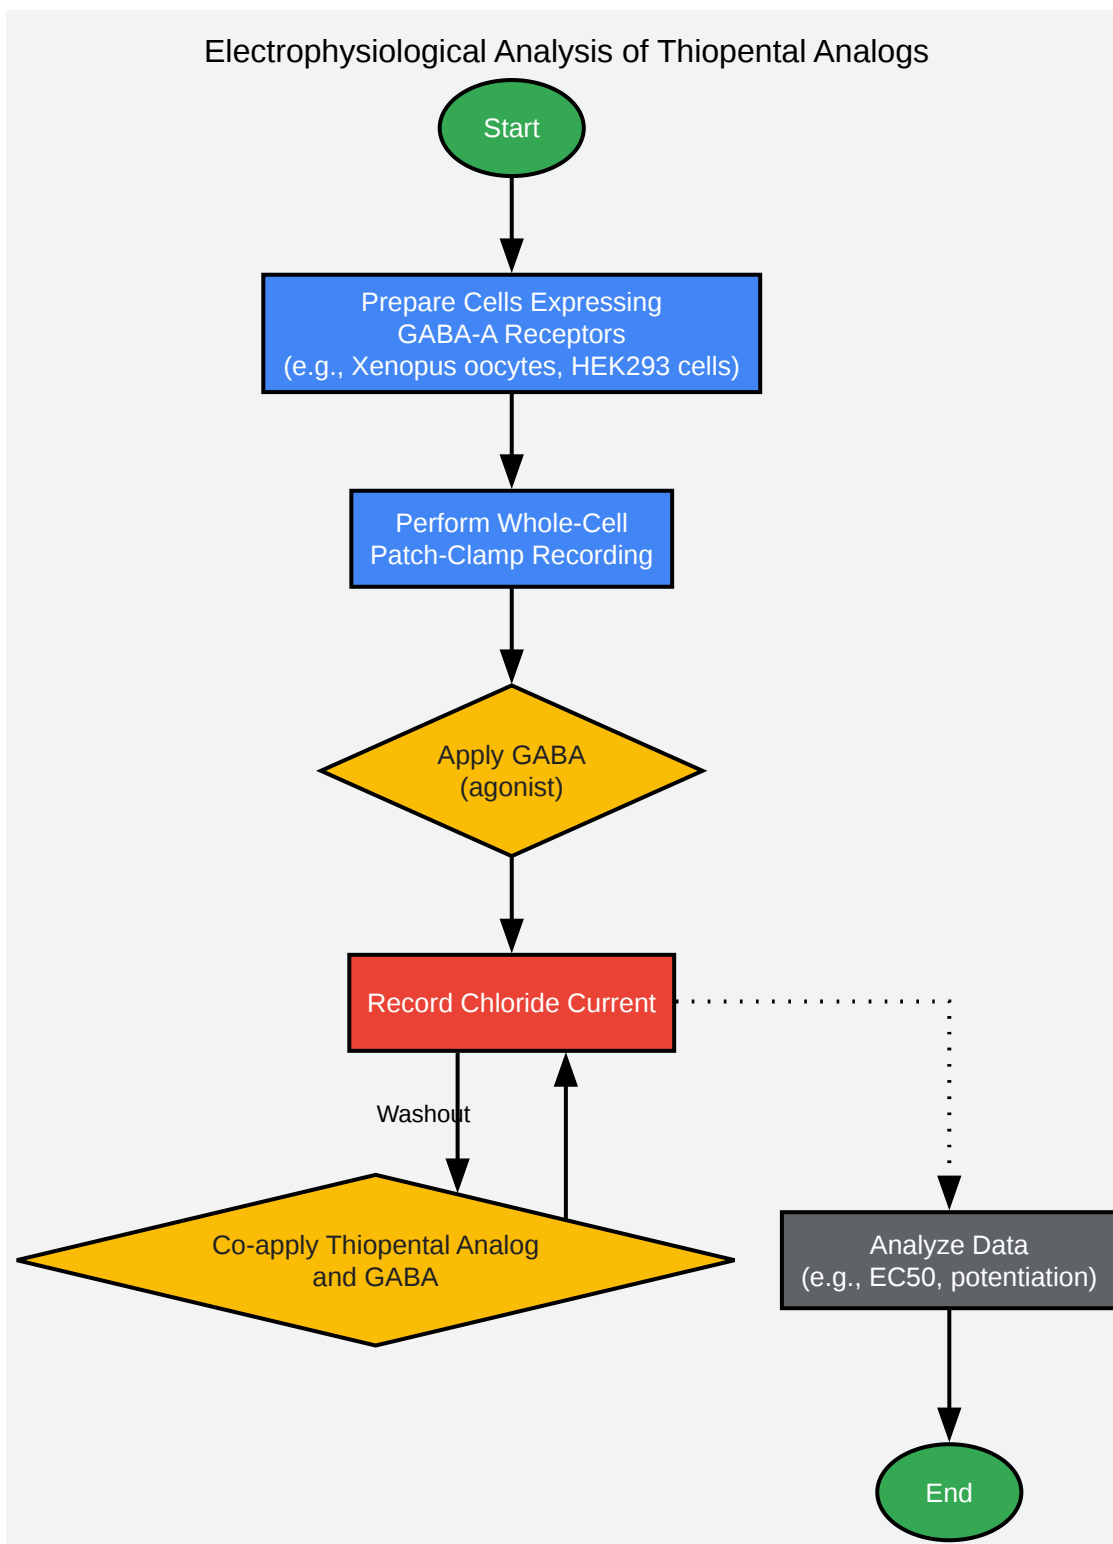 Electrophysiological Analysis of Thiopental Analogs
Start
Prepare Cells Expressing
GABA-A Receptors
(e.g., Xenopus oocytes, HEK293 cells)
Perform Whole-Cell
Patch-Clamp Recording
Apply GABA
(agonist)
Record Chloride Current
Washout
Co-apply Thiopental Analog
and GABA
Analyze Data
(e.g., EC50, potentiation)
End